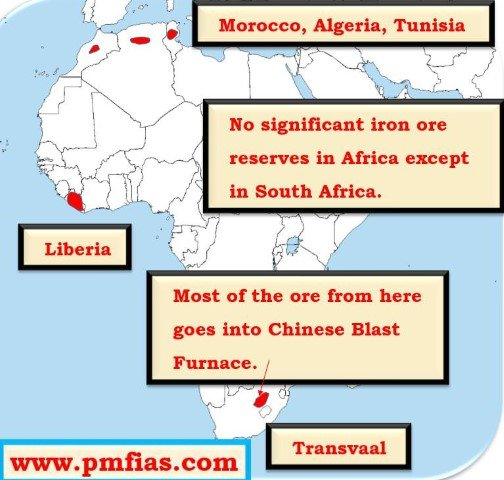 Morocco, Algeria, Tunisia
No significant iron ore
reserves in Africa except
in South Africa.
Liberia
Most of the ore from here
goes into Chinese Blast
Furnace.
Transvaal
www.pmfias.com